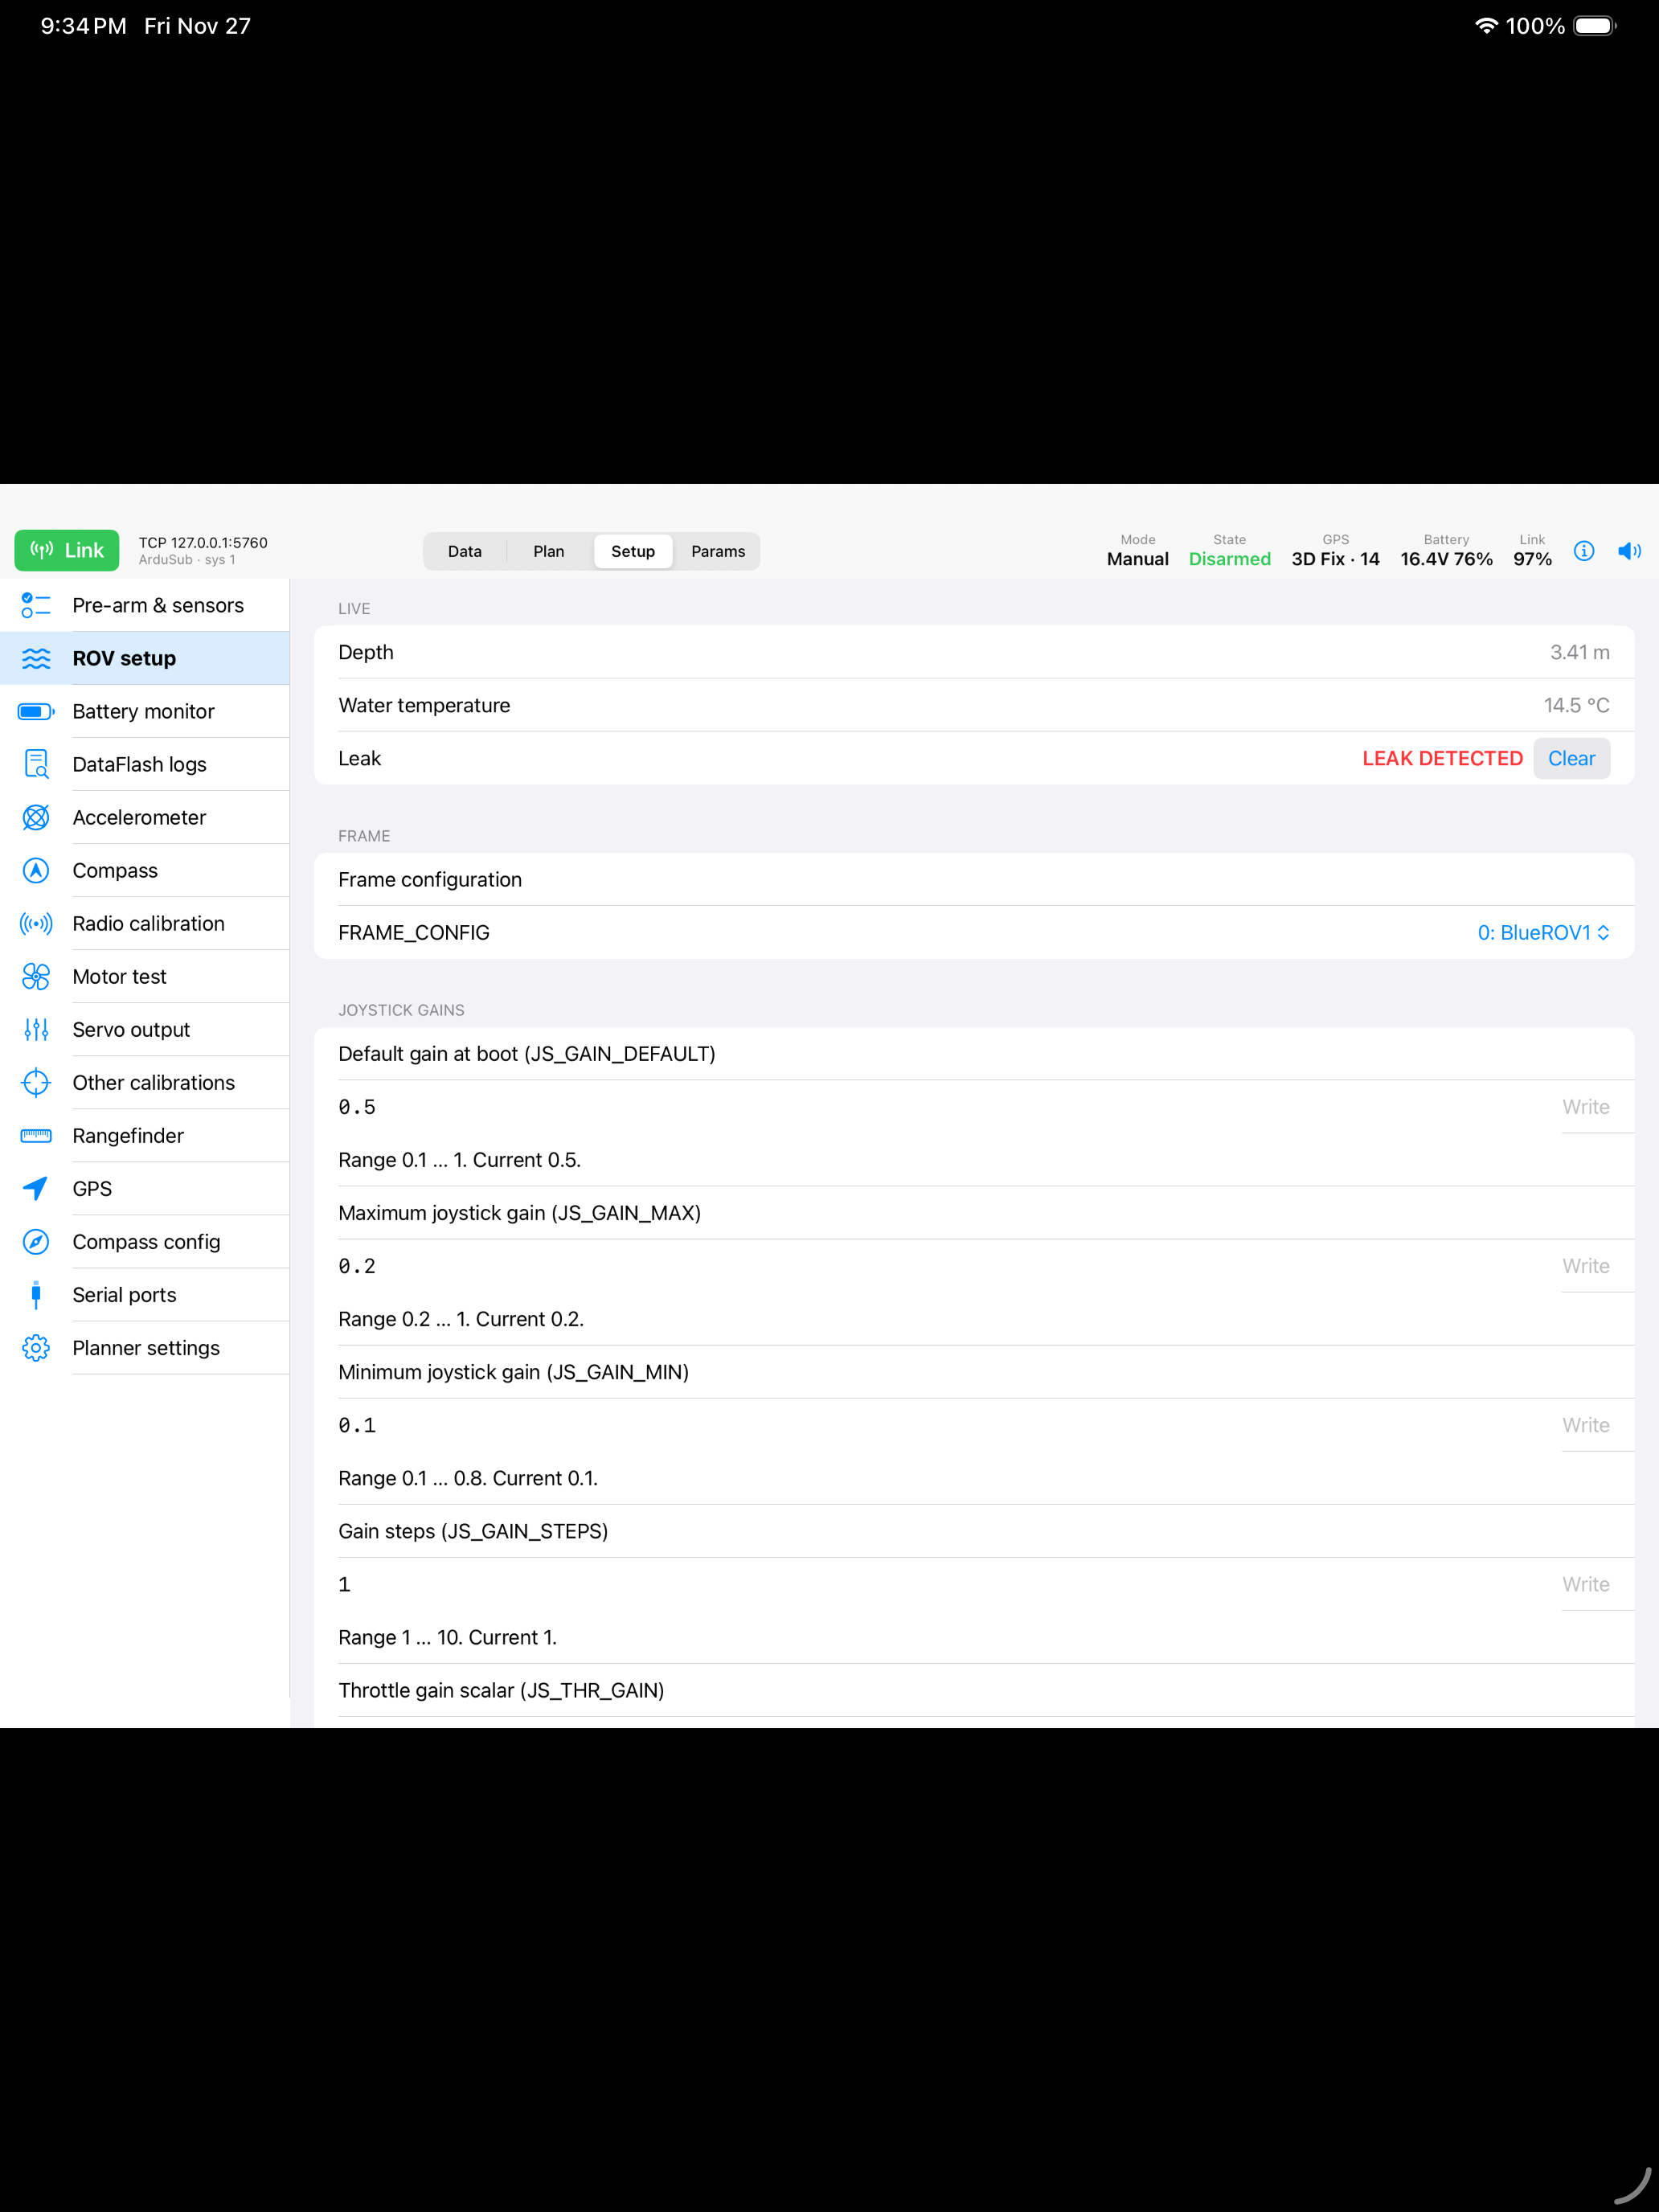 9:34 PM Fri Nov 27
100%
Link
TCP 127.0.0.1:5760
ArduSub · sys 1
Data
Plan
Setup
Params
Mode
Manual
State
Disarmed
GPS
3D Fix · 14
Battery
16.4V 76%
Link
97%
Pre-arm & sensors
ROV setup
Battery monitor
DataFlash logs
Accelerometer
Compass
Radio calibration
Motor test
Servo output
Other calibrations
Rangefinder
GPS
Compass config
Serial ports
Planner settings
LIVE
Depth 3.41 m
Water temperature 14.5 °C
Leak LEAK DETECTED Clear
FRAME
Frame configuration
FRAME_CONFIG 0: BlueROV1
JOYSTICK GAINS
Default gain at boot (JS_GAIN_DEFAULT)
0.5 Write
Range 0.1 ... 1. Current 0.5.
Maximum joystick gain (JS_GAIN_MAX)
0.2 Write
Range 0.2 ... 1. Current 0.2.
Minimum joystick gain (JS_GAIN_MIN)
0.1 Write
Range 0.1 ... 0.8. Current 0.1.
Gain steps (JS_GAIN_STEPS)
1 Write
Range 1 ... 10. Current 1.
Throttle gain scalar (JS_THR_GAIN)